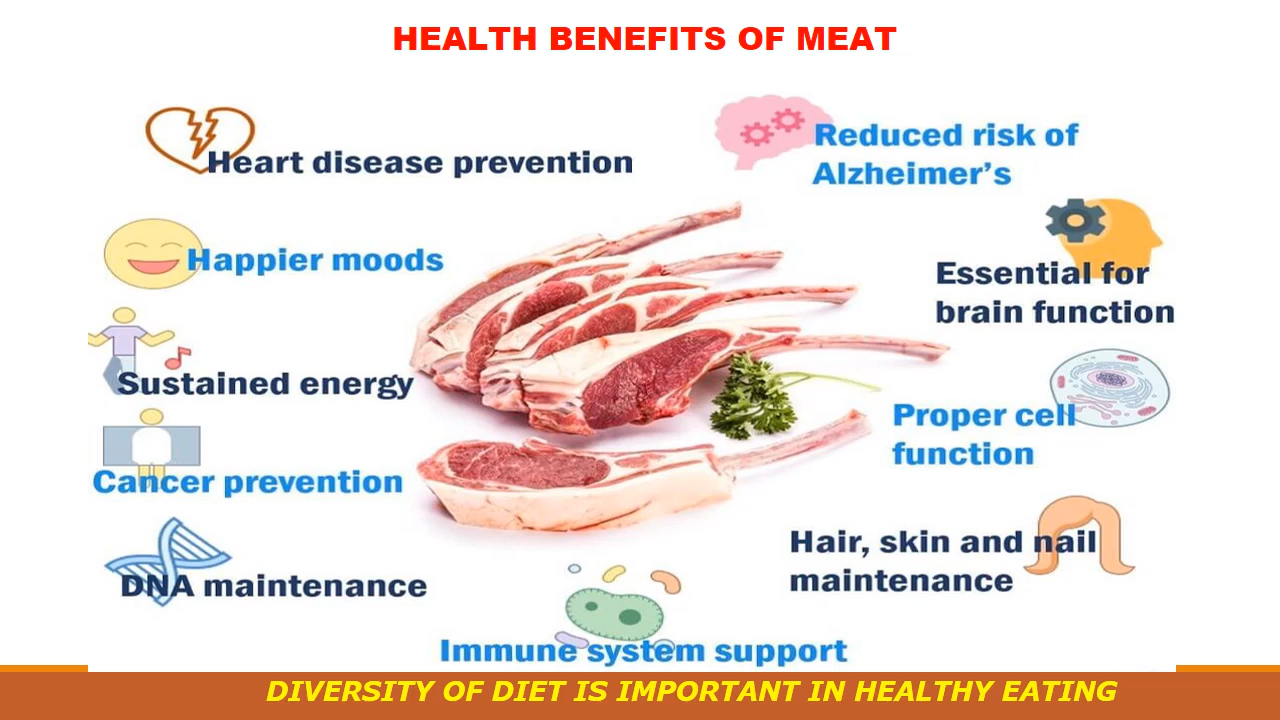 HEALTH BENEFITS OF MEAT
Heart disease prevention
Happier moods
Sustained energy
Cancer prevention
DNA maintenance
Reduced risk of
Alzheimer's
Essential for
brain function
Proper cell
function
Hair, skin and nail
maintenance
Immune system support
DIVERSITY OF DIET IS IMPORTANT IN HEALTHY EATING